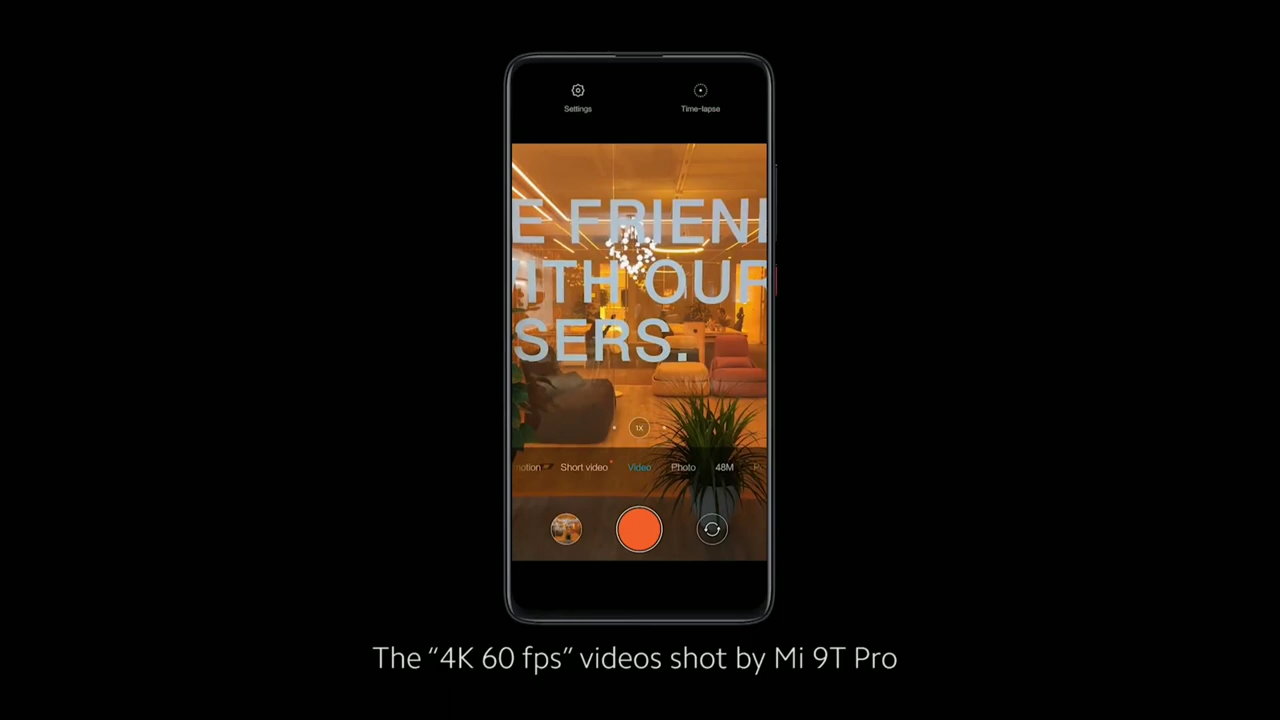 Settings
Time-lapse
E FRIEN
ITH OUR
SERS.
1X
Short video
Video
Photo
48M
The “4K 60 fps” videos shot by Mi 9T Pro